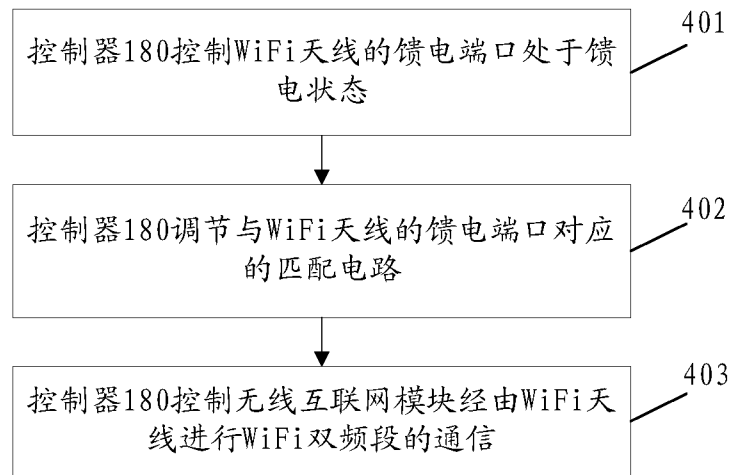 控制器180控制WiFi天线的馈电端口处于馈
电状态
401
控制器180调节与WiFi天线的馈电端口对应
的匹配电路
402
控制器180控制无线互联网模块经由WiFi天
线进行WiFi双频段的通信
403